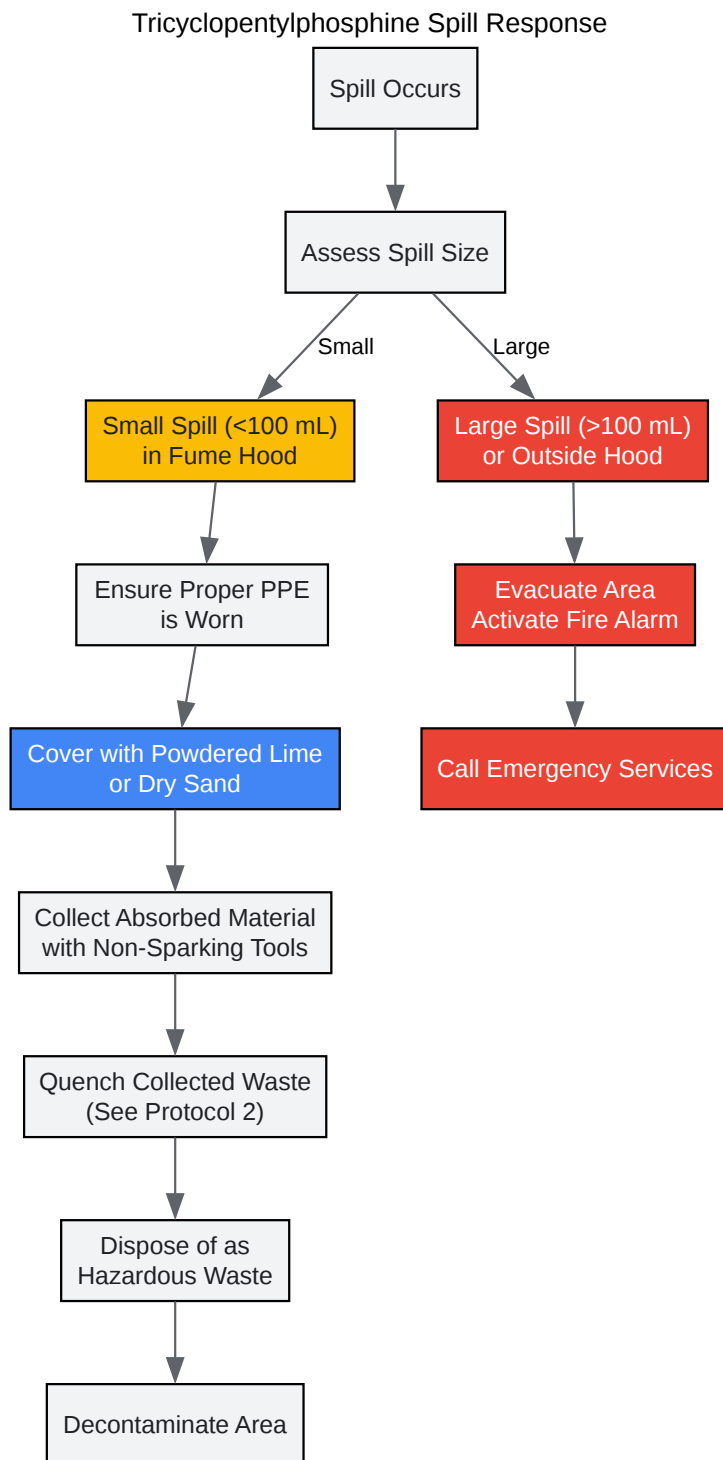 Tricyclopentylphosphine Spill Response
Spill Occurs
Assess Spill Size
Small
Large
Small Spill (<100 mL)
in Fume Hood
Large Spill (>100 mL)
or Outside Hood
Ensure Proper PPE
is Worn
Evacuate Area
Activate Fire Alarm
Cover with Powdered Lime
or Dry Sand
Call Emergency Services
Collect Absorbed Material
with Non-Sparking Tools
Quench Collected Waste
(See Protocol 2)
Dispose of as
Hazardous Waste
Decontaminate Area